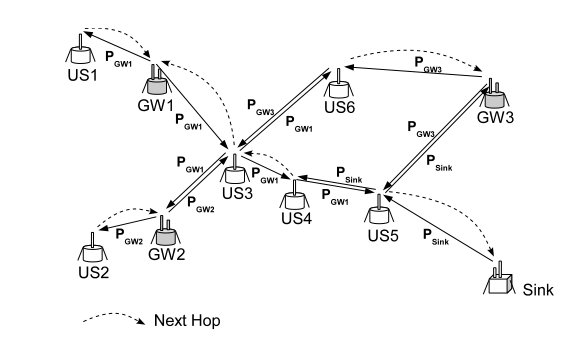 P GW1
US1
GW1
P GW1
P GW3
P GW1
US6
P GW3
GW3
P GW3
P Sink
P GW1
P GW2
US3
P GW1
US4
P Sink
P GW1
US5
P GW2
US2
GW2
P Sink
Sink
Next Hop